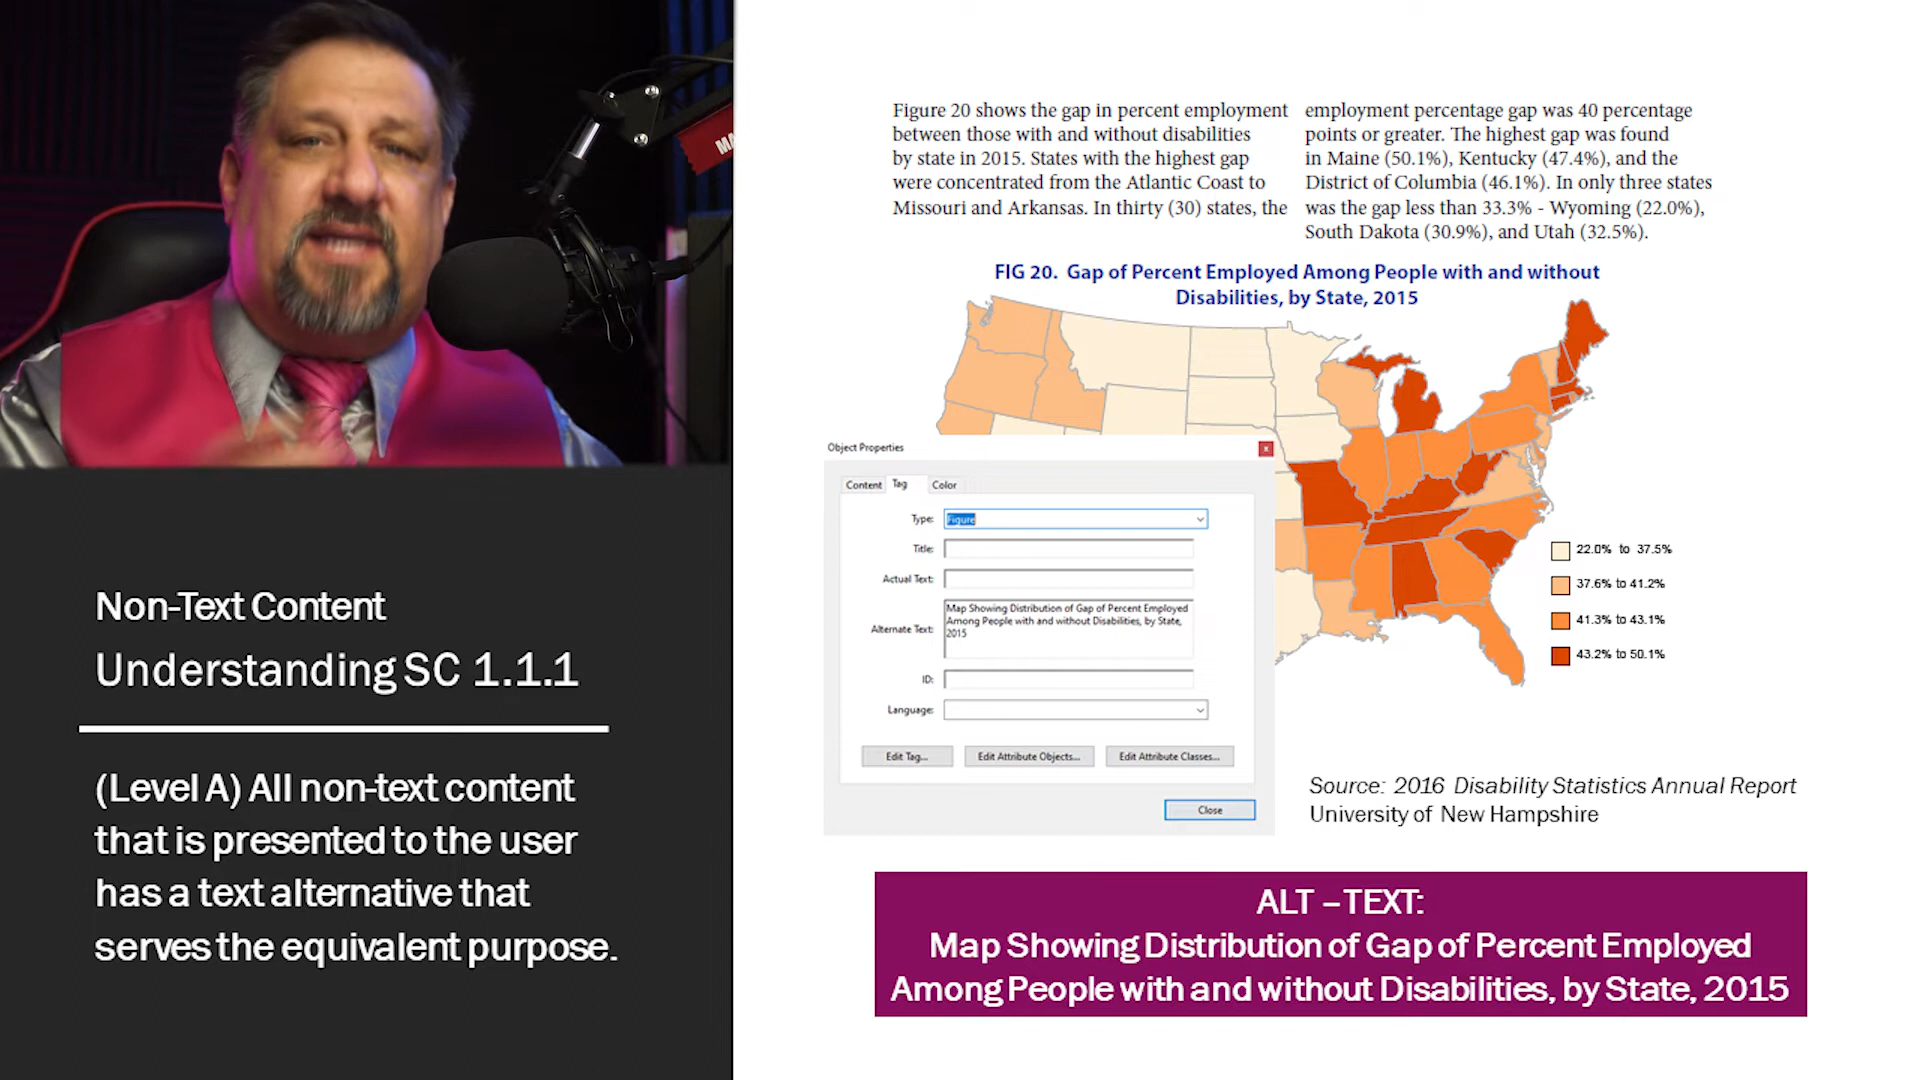 Non-Text Content
Understanding SC 1.1.1
(Level A) All non-text content
that is presented to the user
has a text alternative that
serves the equivalent purpose.
Figure 20 shows the gap in percent employment
between those with and without disabilities
by state in 2015. States with the highest gap
were concentrated from the Atlantic Coast to
Missouri and Arkansas. In thirty (30) states, the
employment percentage gap was 40 percentage
points or greater. The highest gap was found
in Maine (50.1%), Kentucky (47.4%), and the
District of Columbia (46.1%). In only three states
was the gap less than 33.3% - Wyoming (22.0%),
South Dakota (30.9%), and Utah (32.5%).
FIG 20. Gap of Percent Employed Among People with and without
Disabilities, by State, 2015
Object Properties
Content Tag Color
Type: Figure
Title:
Actual Text:
Alternate Text: Map Showing Distribution of Gap of Percent Employed
Among People with and without Disabilities, by State,
2015
ID:
Language:
Edit Tag... Edit Attribute Objects... Edit Attribute Classes...
Close
22.0% to 37.5%
37.6% to 41.2%
41.3% to 43.1%
43.2% to 50.1%
Source: 2016 Disability Statistics Annual Report
University of New Hampshire
ALT –TEXT:
Map Showing Distribution of Gap of Percent Employed
Among People with and without Disabilities, by State, 2015